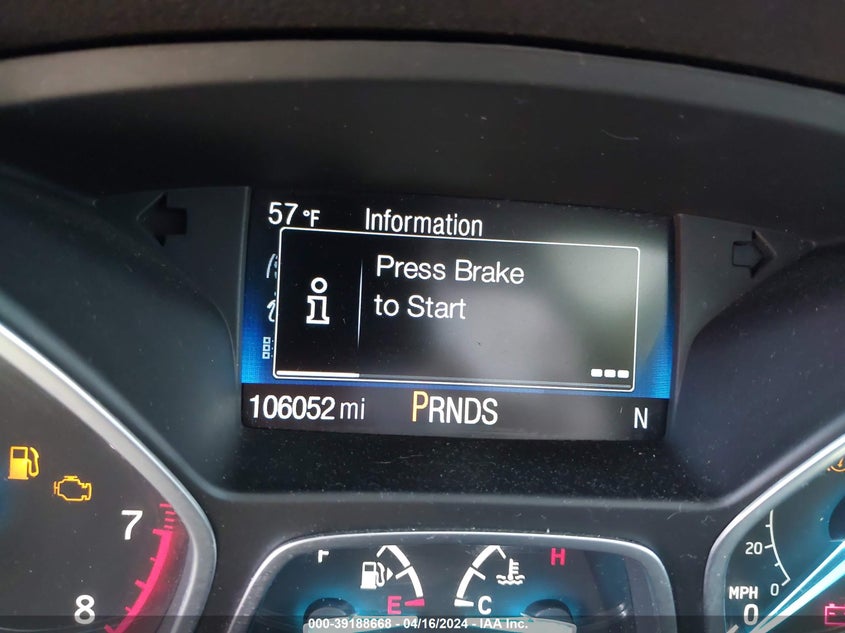 57 °F Information
Press Brake
to Start
106052 mi PRNDS N
7
8
F H
E C
20
MPH 0
0
000-39188668 - 04/16/2024 - IAA Inc.